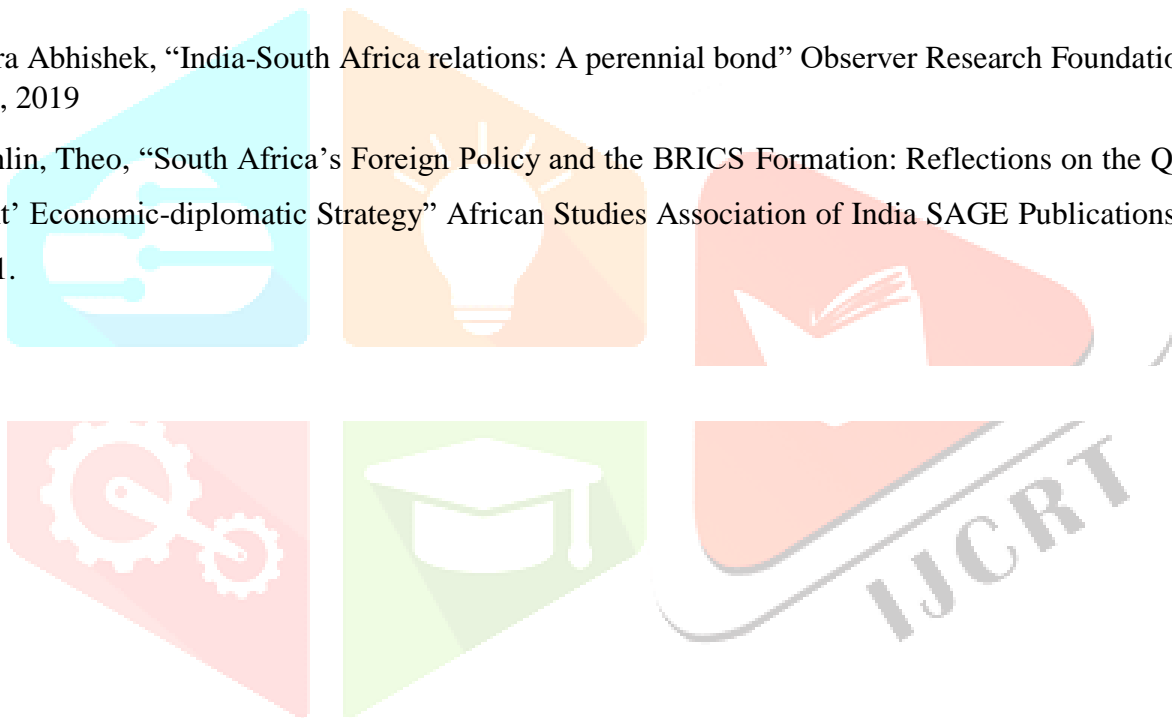 ra Abhishek, “India-South Africa relations: A perennial bond” Observer Research Foundatio
, 2019
nlin, Theo, “South Africa’s Foreign Policy and the BRICS Formation: Reflections on the Q
t’ Economic-diplomatic Strategy” African Studies Association of India SAGE Publications
1.
IJCRT